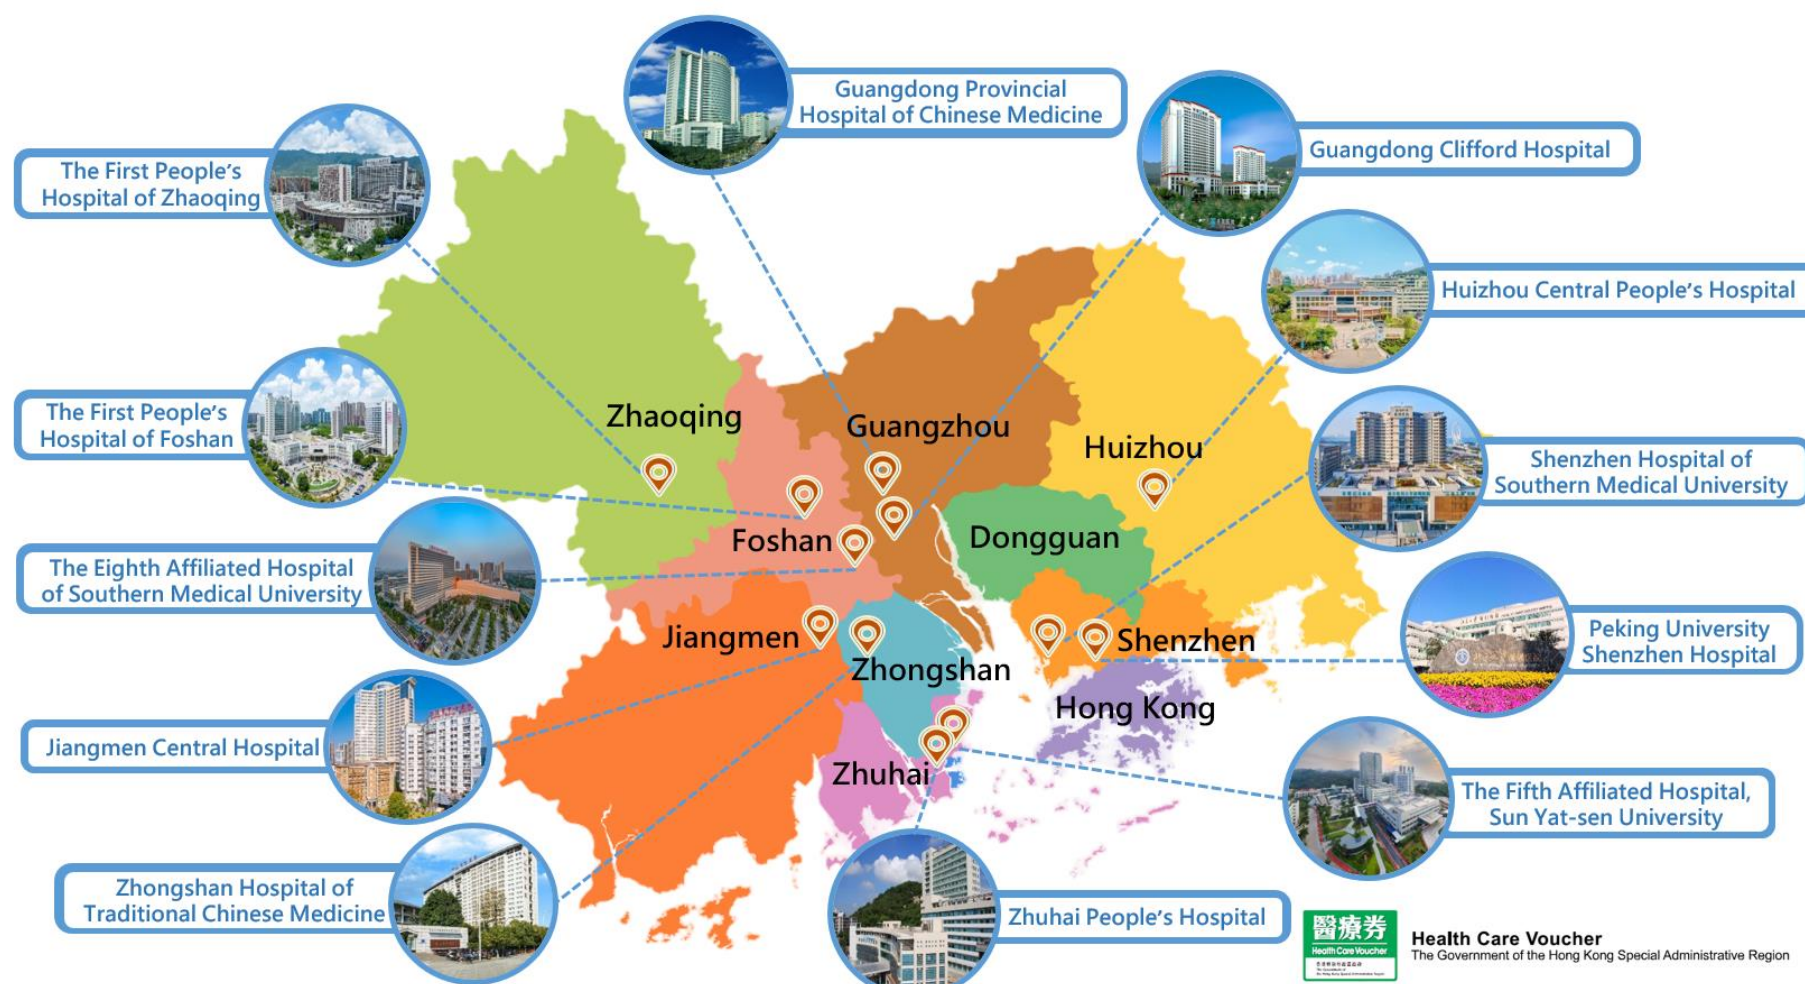 Guangdong Provincial
Hospital of Chinese Medicine
Guangdong Clifford Hospital
The First People's
Hospital of Zhaoqing
Huizhou Central People's Hospital
The First People's
Hospital of Foshan
Zhaoqing
Guangzhou
Huizhou
Shenzhen Hospital of
Southern Medical University
Foshan
Dongguan
The Eighth Affiliated Hospital
of Southern Medical University
Jiangmen
Zhongshan
Shenzhen
Peking University
Shenzhen Hospital
Hong Kong
Jiangmen Central Hospital
Zhuhai
The Fifth Affiliated Hospital,
Sun Yat-sen University
Zhongshan Hospital of
Traditional Chinese Medicine
Zhuhai People's Hospital
醫療券
Health Care Voucher
Health Care Voucher
The Government of the Hong Kong Special Administrative Region